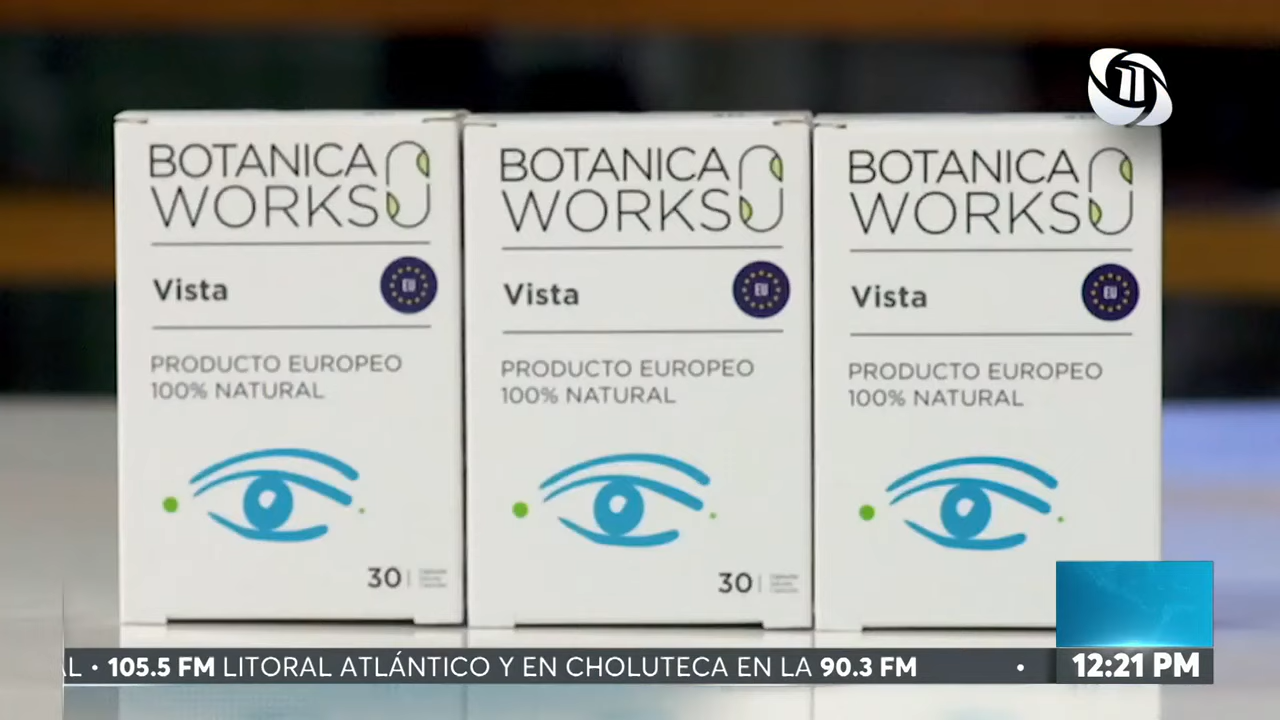 BOTANICA
WORKS
Vista
EU
PRODUCTO EUROPEO
100% NATURAL
30
BOTANICA
WORKS
Vista
EU
PRODUCTO EUROPEO
100% NATURAL
30
BOTANICA
WORKS
Vista
EU
PRODUCTO EUROPEO
100% NATURAL
11
AL • 105.5 FM LITORAL ATLÁNTICO Y EN CHOLUTECA EN LA 90.3 FM •
12:21 PM